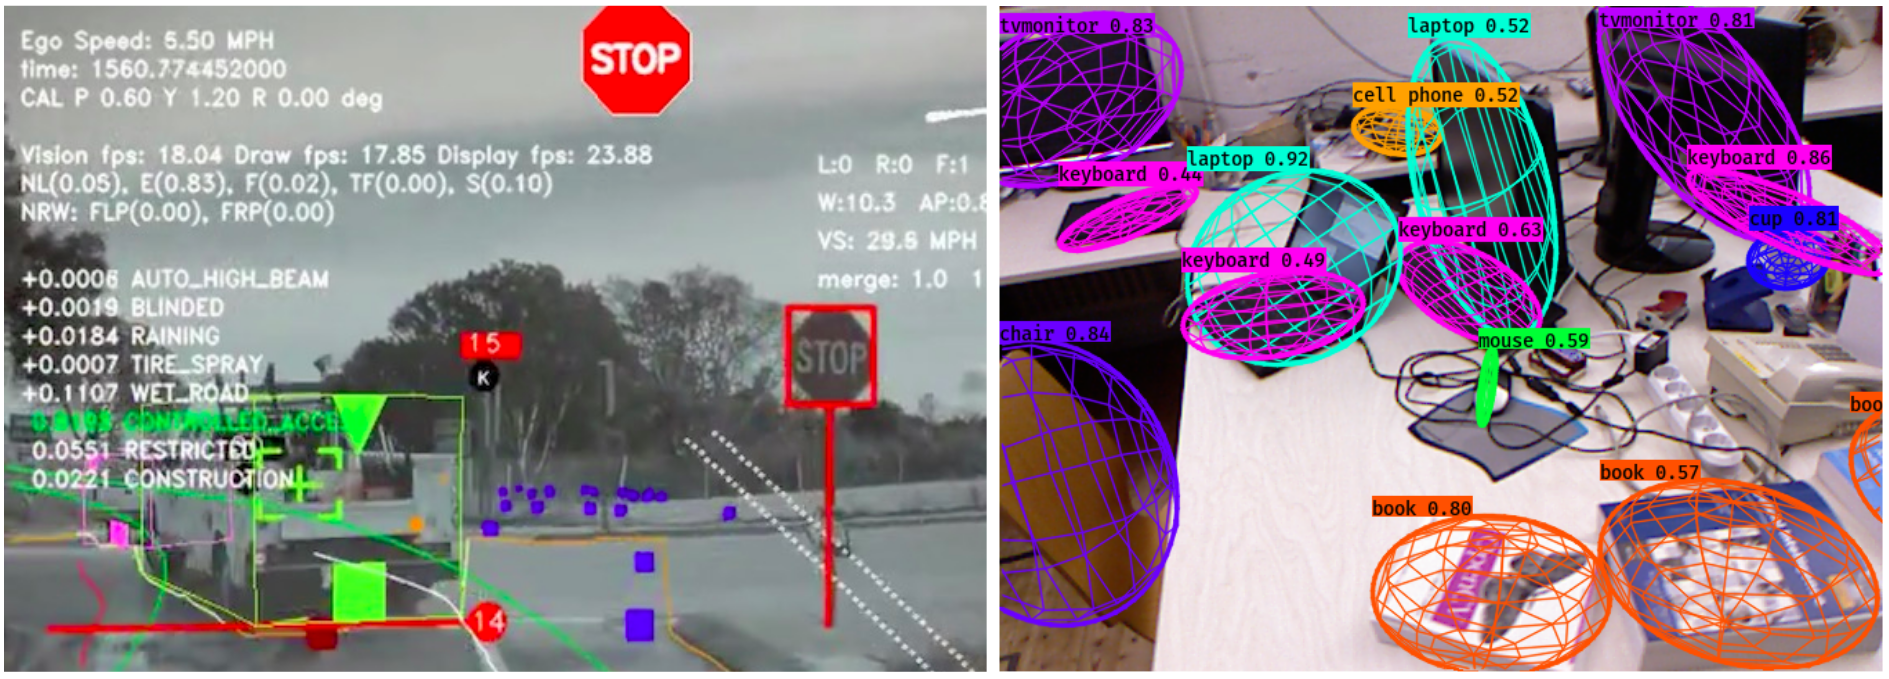 Ego Speed: 5.50 MPH
time: 1560.774452000
CAL P 0.60 Y 1.20 R 0.00 deg
STOP
Vision fps: 18.04 Draw fps: 17.85 Display fps: 23.88
NL(0.05), E(0.83), F(0.02), TF(0.00), S(0.10)
NRW: FLP(0.00), FRP(0.00)
L:0 R:0 F:1
W:10.3 AP:0.8
VS: 29.6 MPH
merge: 1.0 1
+0.0006 AUTO_HIGH_BEAM
+0.0019 BLINDED
+0.0184 RAINING
+0.0007 TIRE_SPRAY
+0.1107 WET_ROAD
CONTROLLED_ACCE
0.0551 RESTRICTED
0.0221 CONSTRUCTION
15
K
STOP
14
tvmonitor 0.83
laptop 0.52
tvmonitor 0.81
cell phone 0.52
laptop 0.92
keyboard 0.86
keyboard 0.44
cup 0.81
keyboard 0.63
keyboard 0.49
chair 0.84
mouse 0.59
boo
book 0.57
book 0.80